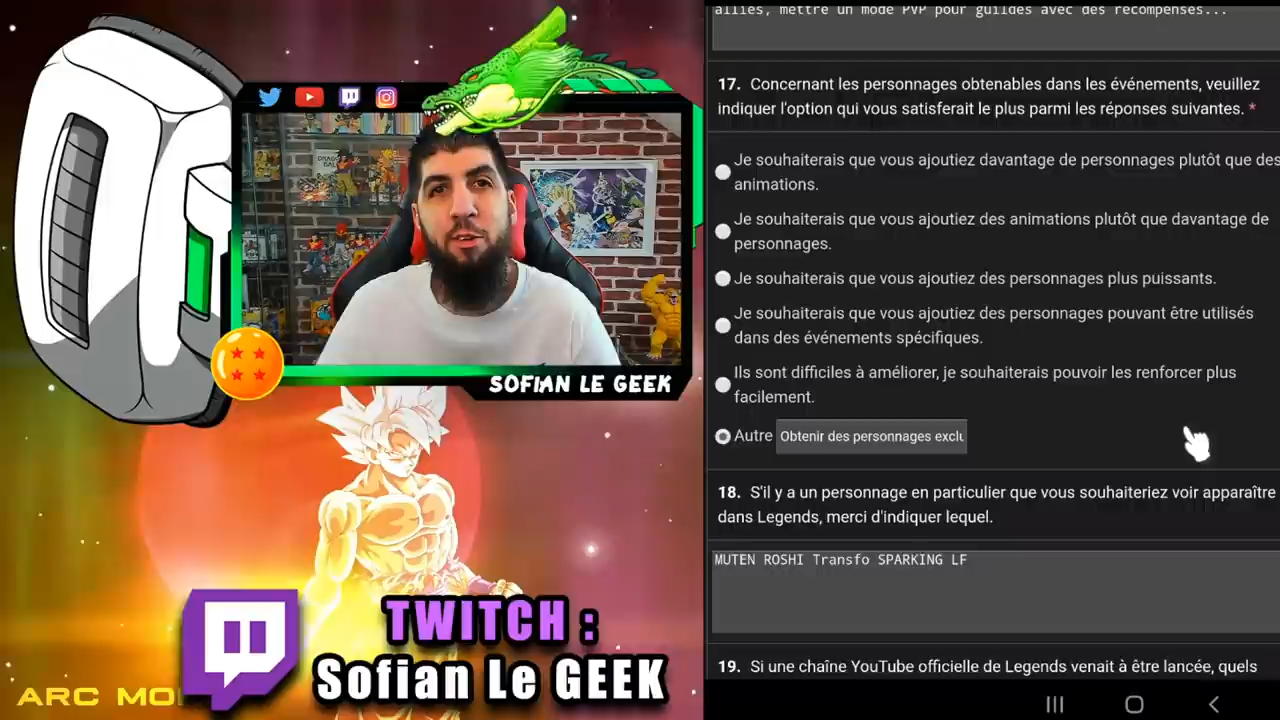 SOFIAN LE GEEK
TWITCH :
Sofian Le GEEK
alliés, mettre un mode PVP pour guildes avec des récompenses...
17. Concernant les personnages obtenables dans les événements, veuillez
indiquer l'option qui vous satisferait le plus parmi les réponses suivantes. *
Je souhaiterais que vous ajoutiez davantage de personnages plutôt que des
animations.
Je souhaiterais que vous ajoutiez des animations plutôt que davantage de
personnages.
Je souhaiterais que vous ajoutiez des personnages plus puissants.
Je souhaiterais que vous ajoutiez des personnages pouvant être utilisés
dans des événements spécifiques.
Ils sont difficiles à améliorer, je souhaiterais pouvoir les renforcer plus
facilement.
Autre Obtenir des personnages exclu
18. S'il y a un personnage en particulier que vous souhaiteriez voir apparaître
dans Legends, merci d'indiquer lequel.
MUTEN ROSHI Transfo SPARKING LF
19. Si une chaîne YouTube officielle de Legends venait à être lancée, quels